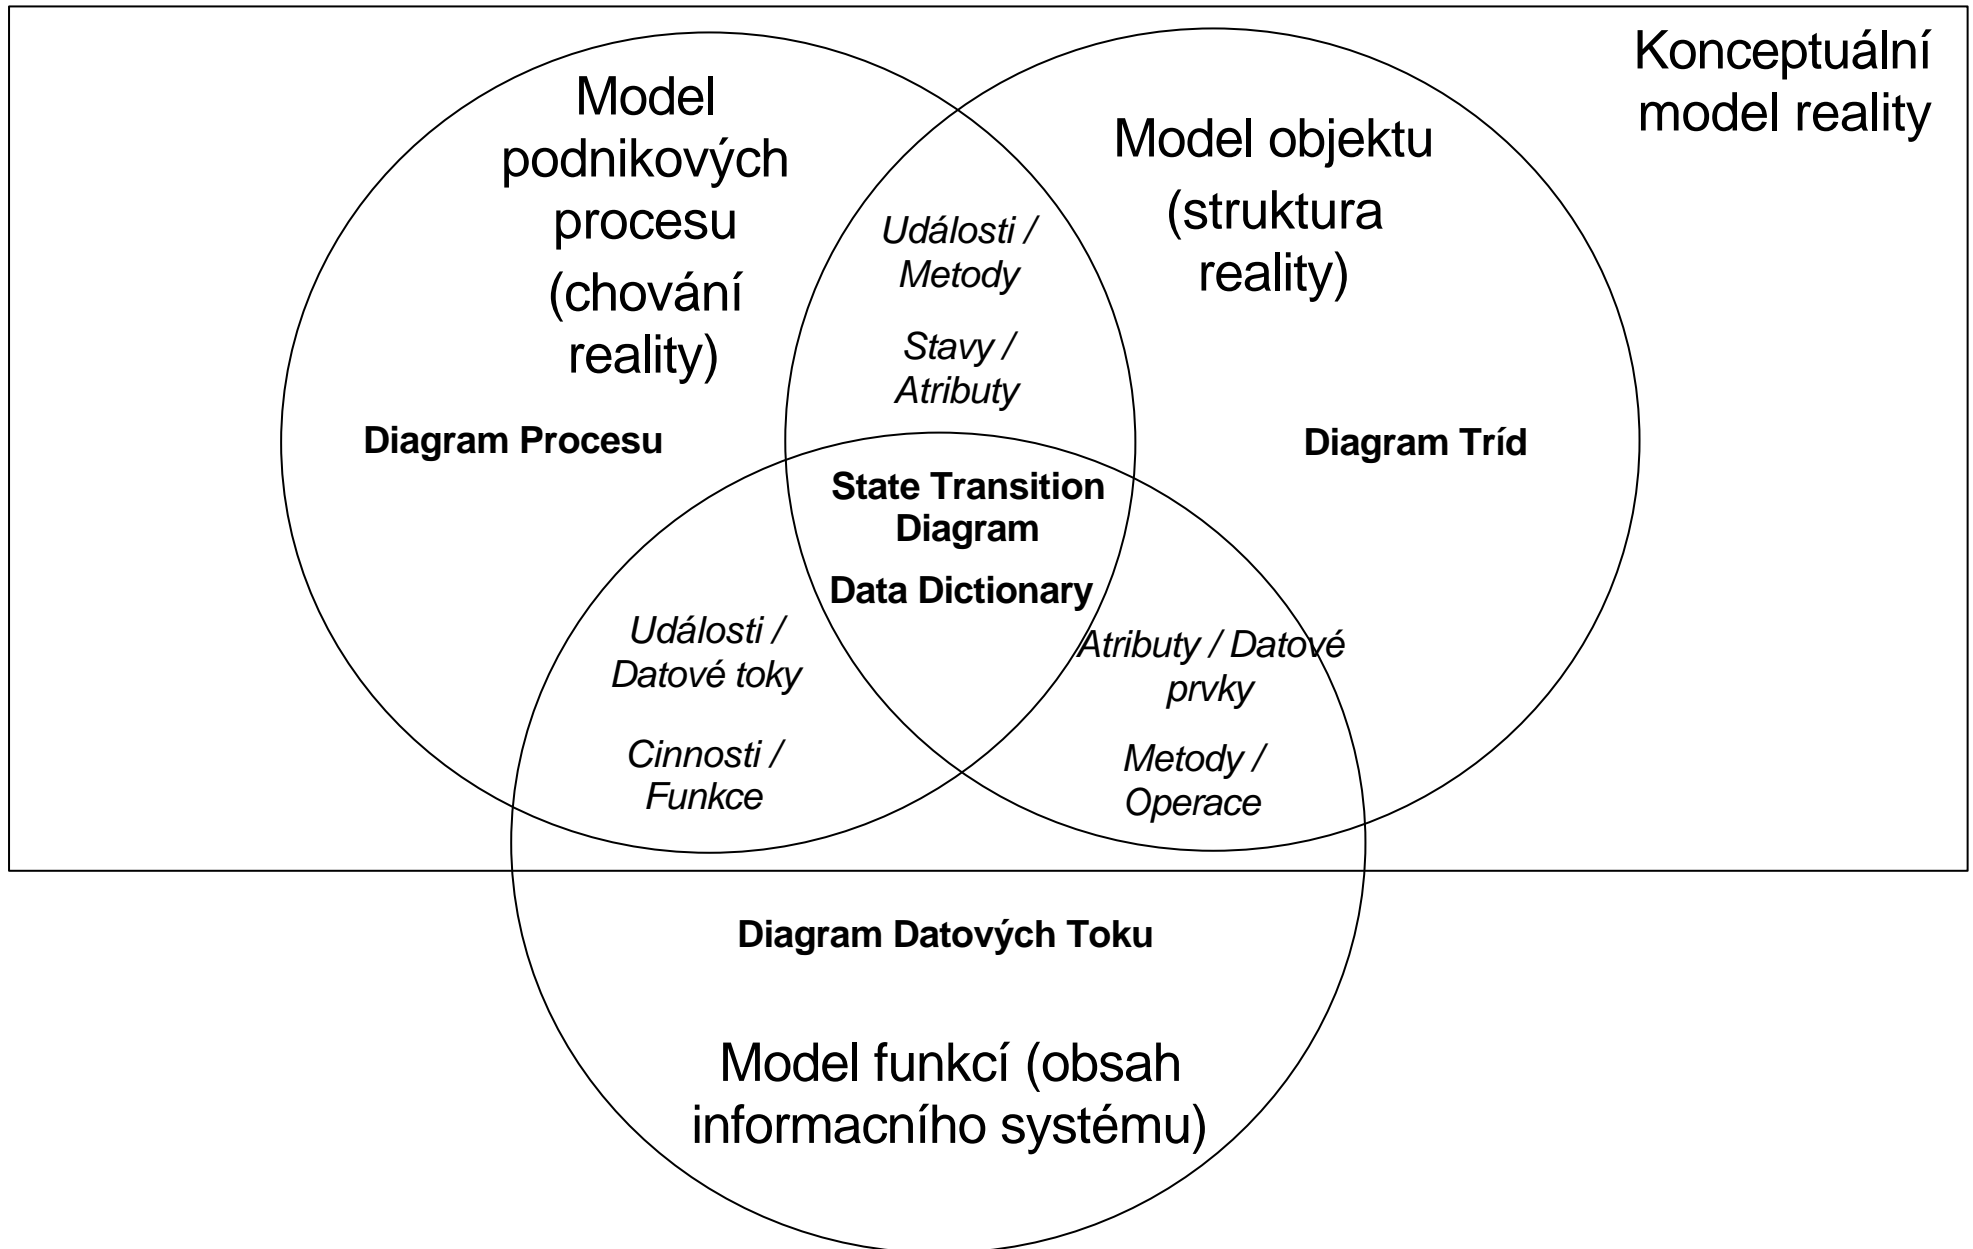 Konceptuální
model reality
Model
podnikových
procesu
(chování
reality)
Model objektu
(struktura
reality)
Události /
Metody
Stavy /
Atributy
Diagram Procesu
Diagram Tríd
State Transition
Diagram
Data Dictionary
Události /
Datové toky
Cinnosti /
Funkce
Atributy / Datové
prvky
Metody /
Operace
Diagram Datových Toku
Model funkcí (obsah
informacního systému)